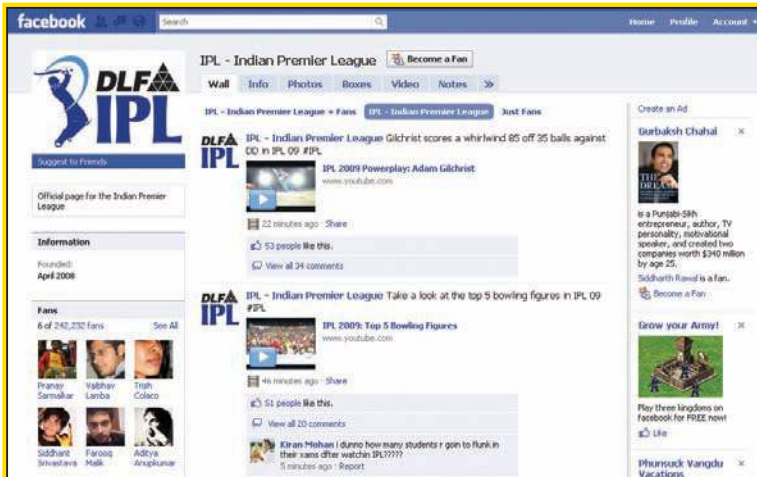 facebook
Search
Home Profile Account
DLF
IPL
Suggest to Friends
Official page for the Indian Premier
League
Information
Founded:
April 2008
Fans
6 of 242,232 fans See All
Pranay
Sarmalkar
Vaibhav
Lamba
Trish
Colaco
Siddhant
Srivastava
Farooq
Malik
Aditya
Anupkumar
IPL - Indian Premier League Become a Fan
Wall Info Photos Boxes Video Notes »
IPL - Indian Premier League + Fans IPL - Indian Premier League Just Fans
DLF
IPL
IPL - Indian Premier League Gilchrist scores a whirlwind 85 off 35 balls against
DD in IPL 09 #IPL
IPL 2009 Powerplay: Adam Gilchrist
www.youtube.com
22 minutes ago · Share
53 people like this.
View all 34 comments
DLF
IPL
IPL - Indian Premier League Take a look at the top 5 bowling figures in IPL 09
#IPL
IPL 2009: Top 5 Bowling Figures
www.youtube.com
46 minutes ago · Share
51 people like this.
View all 20 comments
Kiran Mohan i dunno how many students r goin to flunk in
their xams dfter watchin IPL?????
5 minutes ago · Report
Create an Ad
Gurbaksh Chahal ×
THE
DREAM
is a Punjabi-Sikh
entrepreneur, author, TV
personality, motivational
speaker, and created two
companies worth $340 million
by age 25.
Siddharth Rawal is a fan.
Become a Fan
Grow your Army! ×
Play three kingdoms on
facebook for FREE now!
Like
Phunsuck Vangdu ×
Vacations